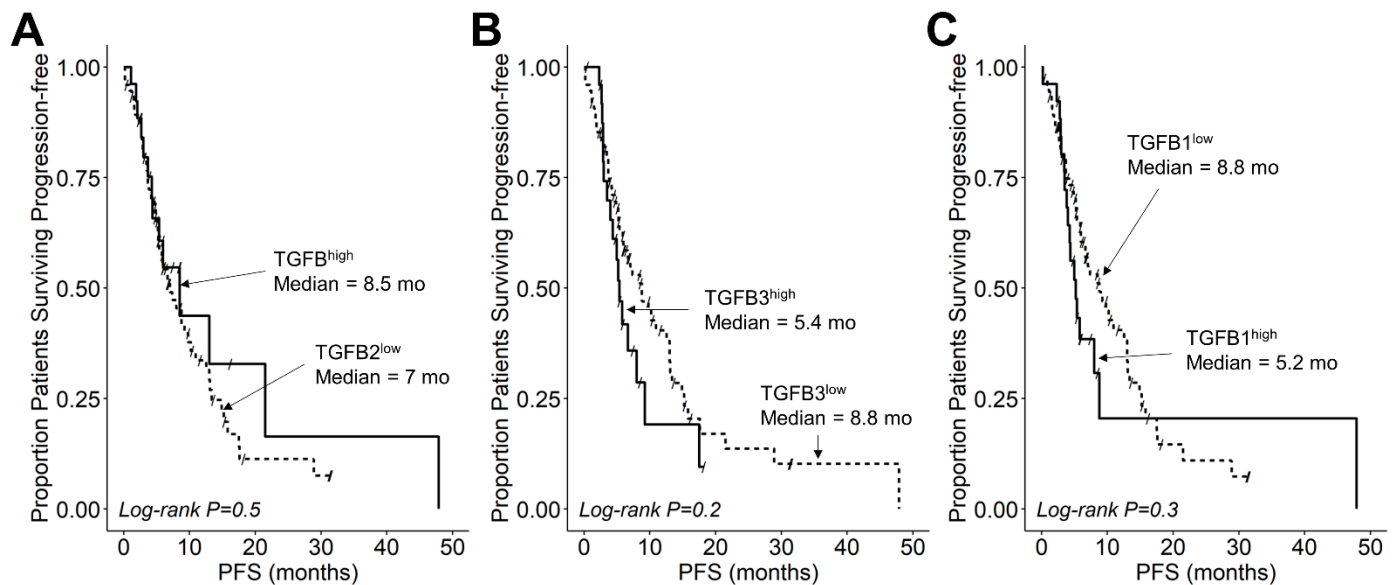 A
Proportion Patients Surviving Progression-free
1.00
0.75
0.50
0.25
0.00
TGFBhigh
Median = 8.5 mo
TGFB2low
Median = 7 mo
Log-rank P=0.5
0 10 20 30 40 50
PFS (months)
B
Proportion Patients Surviving Progression-free
1.00
0.75
0.50
0.25
0.00
TGFB3high
Median = 5.4 mo
TGFB3low
Median = 8.8 mo
Log-rank P=0.2
0 10 20 30 40 50
PFS (months)
C
Proportion Patients Surviving Progression-free
1.00
0.75
0.50
0.25
0.00
TGFB1low
Median = 8.8 mo
TGFB1high
Median = 5.2 mo
Log-rank P=0.3
0 10 20 30 40 50
PFS (months)